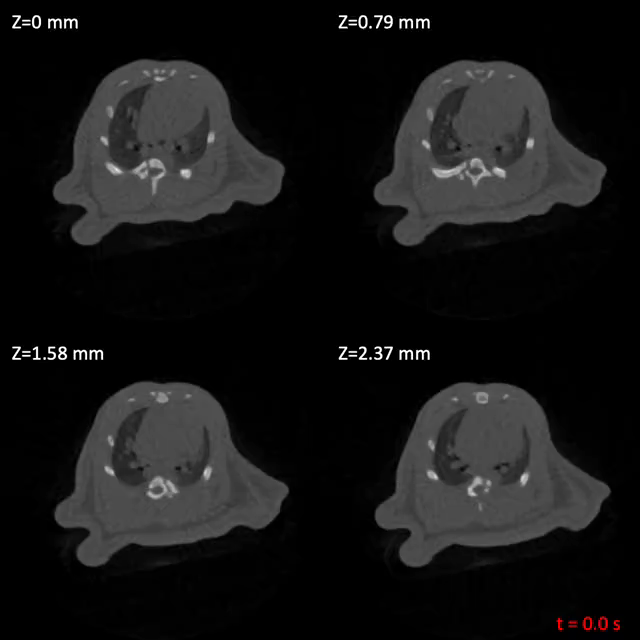 Z=0 mm
Z=0.79 mm
Z=1.58 mm
Z=2.37 mm
t = 0.0 s